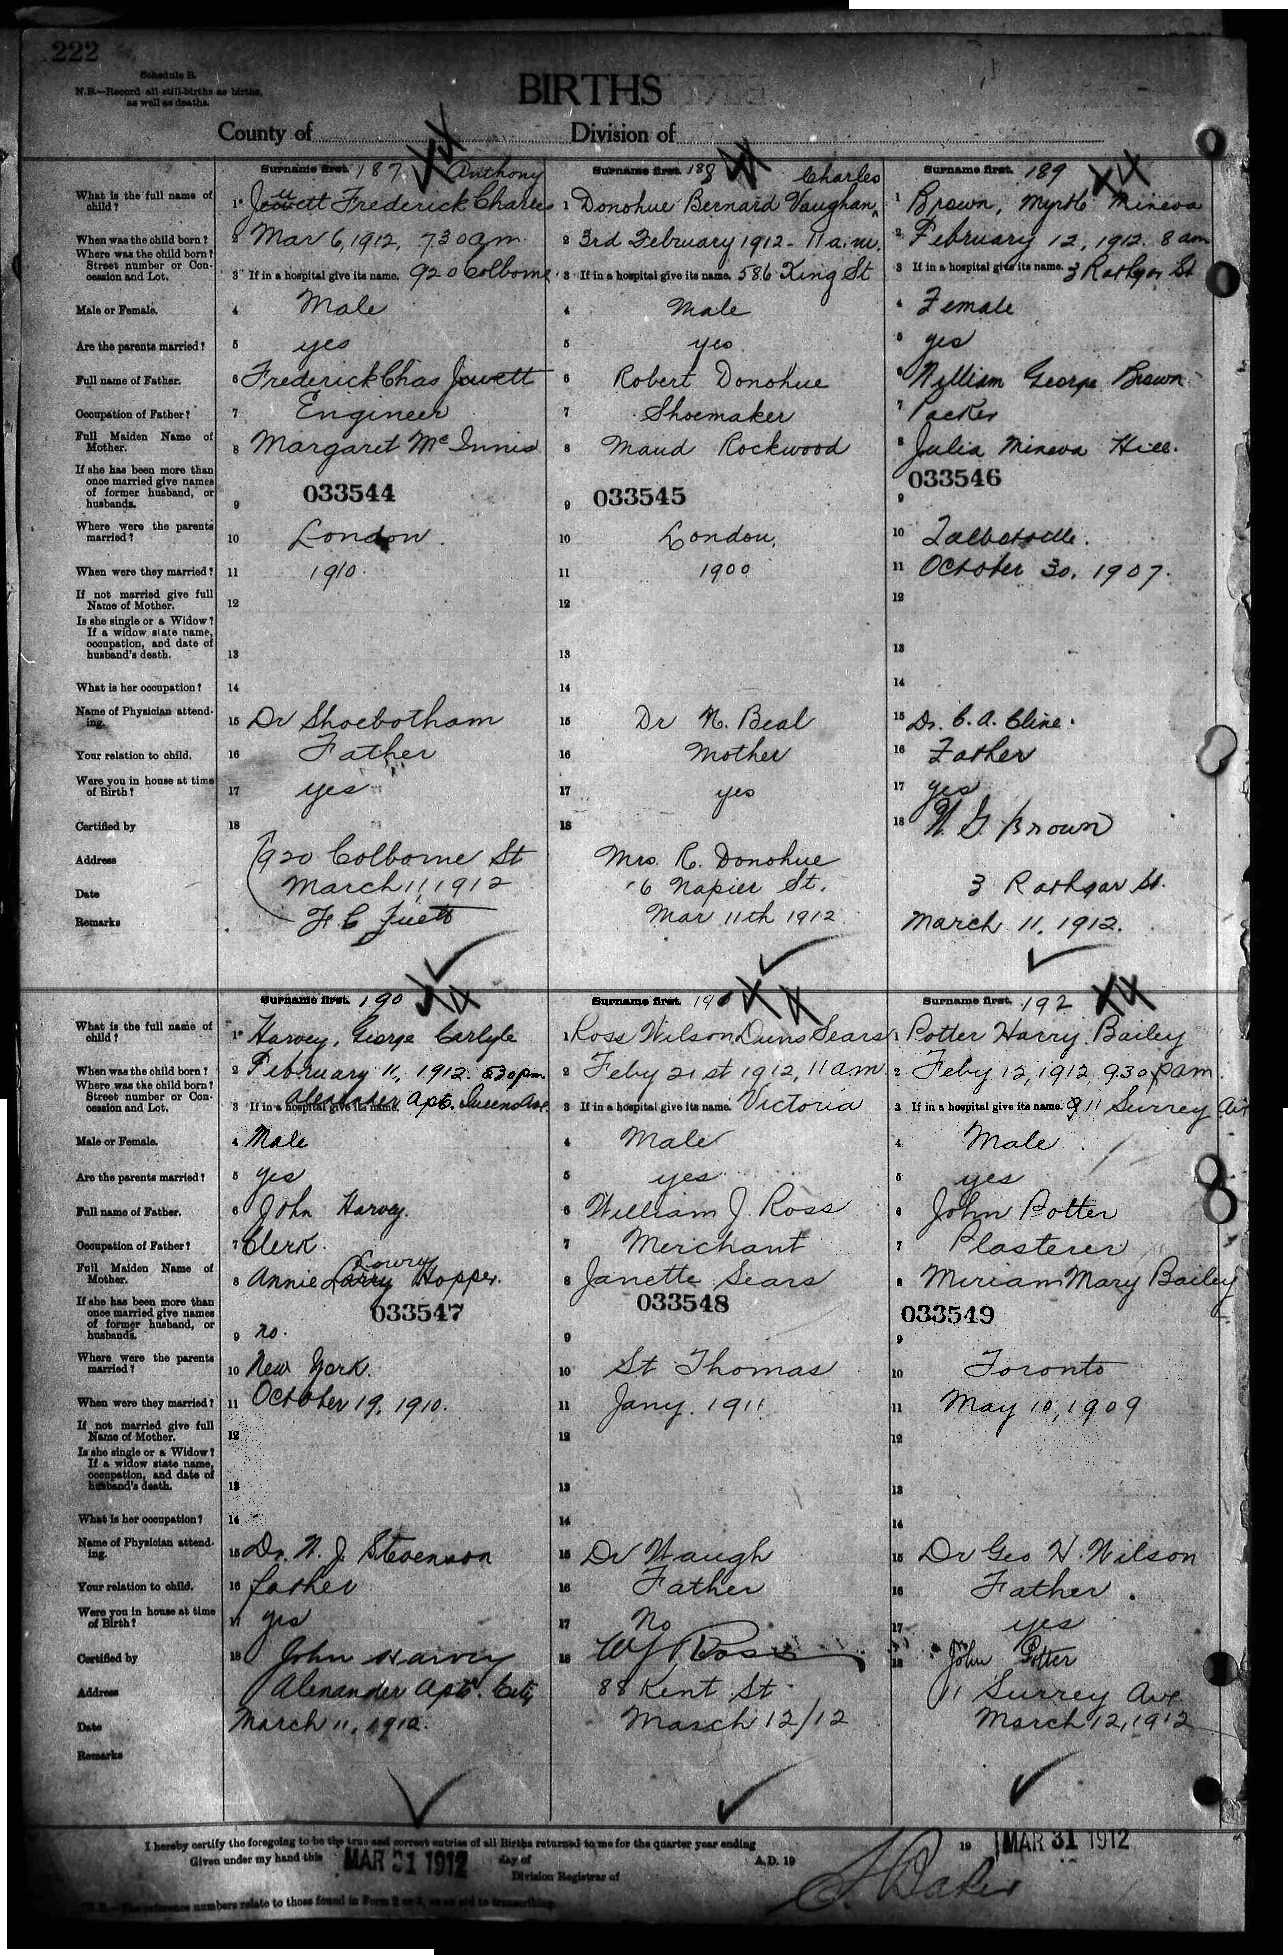 222
Schedule B.
N.B.—Record all still-births as births,
as well as deaths.
BIRTHS
County of
Division of
What is the full name of
child?
When was the child born?
Where was the child born?
Street number or Con-
cession and Lot.
Male or Female.
Are the parents married?
Full name of Father.
Occupation of Father?
Full Maiden Name of
Mother.
If she has been more than
once married give names
of former husband, or
husbands.
Where were the parents
married?
When were they married?
If not married give full
Name of Mother.
Is she single or a Widow?
If a widow state name,
occupation, and date of
husband's death.
What is her occupation?
Name of Physician attend-
ing.
Your relation to child.
Were you in house at time
of Birth?
Certified by
Address
Date
Remarks
Surname first. 187
Anthony
1 Jewett Frederick Charles
2 Mar 6, 1912, 730 am
3 If in a hospital give its name. 920 Colborne
4 Male
5 yes
6 Frederick Chas Jewett
7 Engineer
8 Margaret McInnis
033544
9
10 London
11 1910
12
13
14
15 Dr Shoebotham
16 Father
17 yes
18
920 Colborne St
March 11, 1912
F. C. Juett
Surname first. 188
Charles
1 Donohue Bernard Vaughan
2 3rd February 1912 - 11 a.m.
3 If in a hospital give its name. 586 King St
4 Male
5 yes
6 Robert Donohue
7 Shoemaker
8 Maud Rockwood
9 033545
10 London
11 1900
12
13
14
15 Dr N. Beal
16 Mother
17 yes
18
Mrs. R. Donohue
16 Napier St.
Mar 11th 1912
Surname first. 189
1 Brown, Myrtle Mineva
2 February 12, 1912. 8 am
3 If in a hospital give its name. 3 Rathgar St
4 Female
5 yes
6 William George Brown
7 Packer
8 Julia Mineva Hill.
033546
9
10 Talbotville.
11 October 30, 1907.
12
13
14
15 Dr. C. A. Cline.
16 Father
17 yes
18 W. G. Brown
3 Rathgar St.
March 11, 1912.
What is the full name of
child?
When was the child born?
Where was the child born?
Street number or Con-
cession and Lot.
Male or Female.
Are the parents married?
Full name of Father.
Occupation of Father?
Full Maiden Name of
Mother.
If she has been more than
once married give names
of former husband, or
husbands.
Where were the parents
married?
When were they married?
If not married give full
Name of Mother.
Is she single or a Widow?
If a widow state name,
occupation, and date of
husband's death.
What is her occupation?
Name of Physician attend-
ing.
Your relation to child.
Were you in house at time
of Birth?
Certified by
Address
Date
Remarks
Surname first. 190
1 Harvey, George Carlyle
2 February 11, 1912. 530 pm.
Alexander Apts. Queens Ave.
3 If in a hospital give its name.
4 Male
5 yes
6 John Harvey.
7 Clerk.
Lowry
8 Annie Hopper.
033547
9 no.
10 New York.
11 October 19, 1910.
12
13
14
15 Dr. W. J. Stevenson
16 father
17 yes
18 John Harvey
Alexander Apts. City
March 11, 1912.
Surname first.
1 Ross Wilson Duns Sears
2 Feby 21st 1912, 11 am.
3 If in a hospital give its name. Victoria
4 Male
5 yes
6 William J. Ross
7 Merchant
8 Janette Sears
033548
9
10 St Thomas
11 Jany. 1911
12
13
14
15 Dr Waugh
16 Father
17 No
18 W J Ross
88 Kent St.
March 12/12
Surname first. 192
1 Potter Harry Bailey
2 Feby 12, 1912, 930 am
3 If in a hospital give its name. 911 Surrey Ave
4 Male
5 yes
6 John Potter
7 Plasterer
8 Miriam Mary Bailey
033549
9
10 Toronto
11 May 10, 1909
12
13
14
15 Dr Geo W. Wilson
16 Father.
17 yes
18 John Potter
11 Surrey Ave
March 12, 1912
I hereby certify the foregoing to be the true and correct entries of all Births returned to me for the quarter year ending 19 MAR 31 1912
Given under my hand this MAR 31 1912 day of A.D. 19
Division Registrar of
N.B.—The reference numbers relate to those found in Form 2 or 3, as an aid to transcribing.